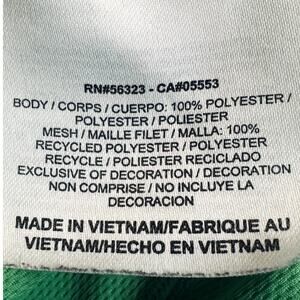 RN#56323 - CA#05553
BODY / CORPS / CUERPO: 100% POLYESTER /
POLYESTER / POLIESTER
MESH / MAILLE FILET / MALLA: 100%
RECYCLED POLYESTER / POLYESTER
RECYCLE / POLIESTER RECICLADO
EXCLUSIVE OF DECORATION / DECORATION
NON COMPRISE / NO INCLUYE LA
DECORACION
MADE IN VIETNAM/FABRIQUE AU
VIETNAM/HECHO EN VIETNAM